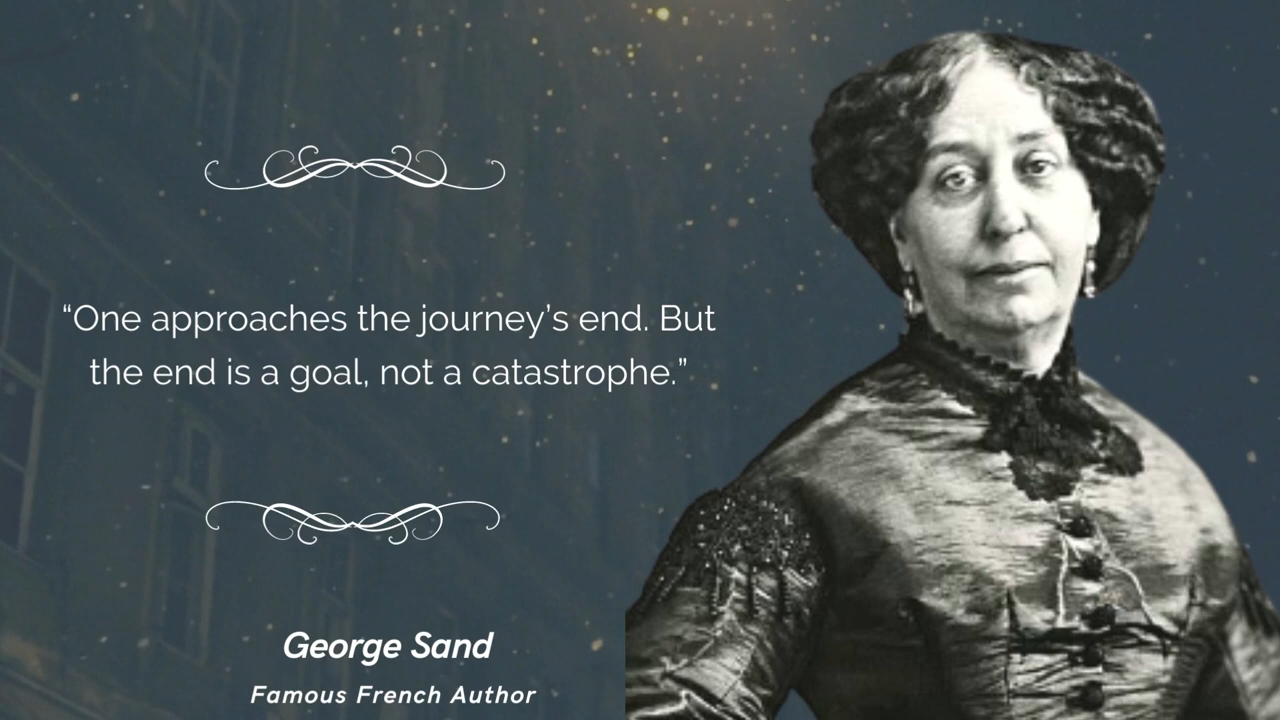 “One approaches the journey’s end. But
the end is a goal, not a catastrophe.”
George Sand
Famous French Author